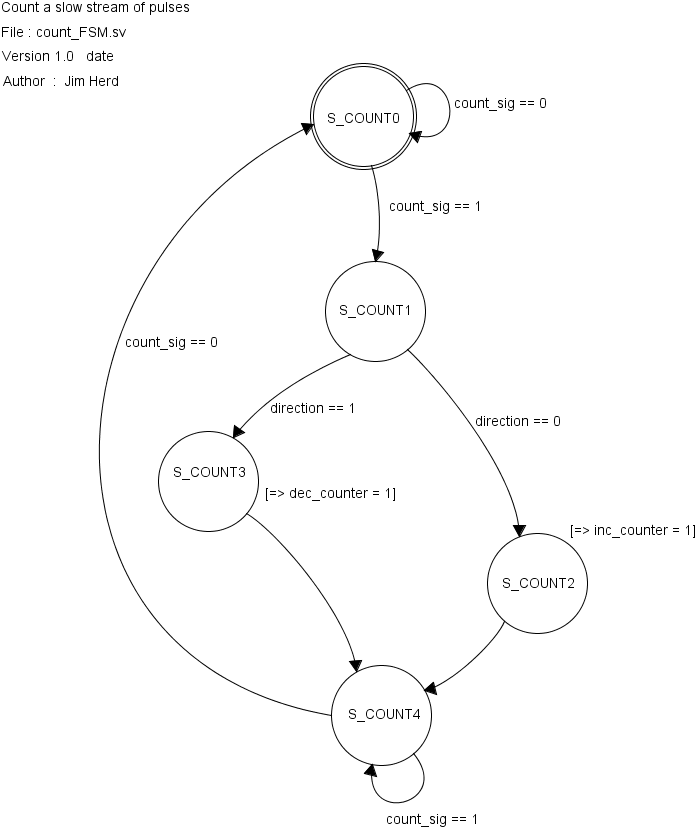 Count a slow stream of pulses
File : count_FSM.sv
Version 1.0 date
Author : Jim Herd
S_COUNT0
count_sig == 0
count_sig == 1
S_COUNT1
count_sig == 0
direction == 1
direction == 0
S_COUNT3
[=> dec_counter = 1]
[=> inc_counter = 1]
S_COUNT2
S_COUNT4
count_sig == 1